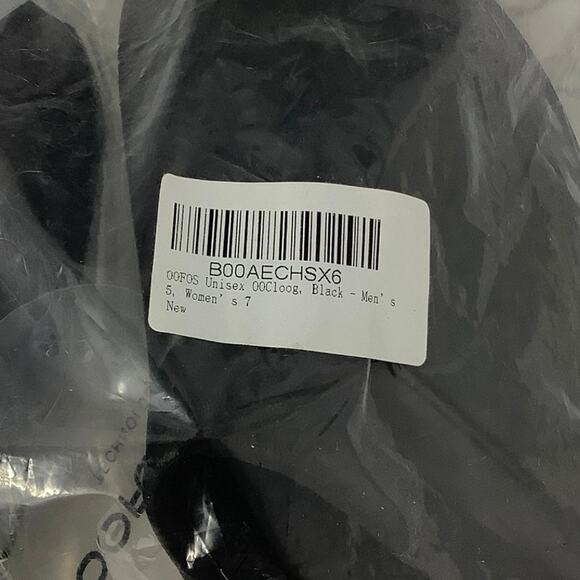 B00AECHSX6
OOFOS Unisex OOCloog, Black - Men's
5, Women's 7
New